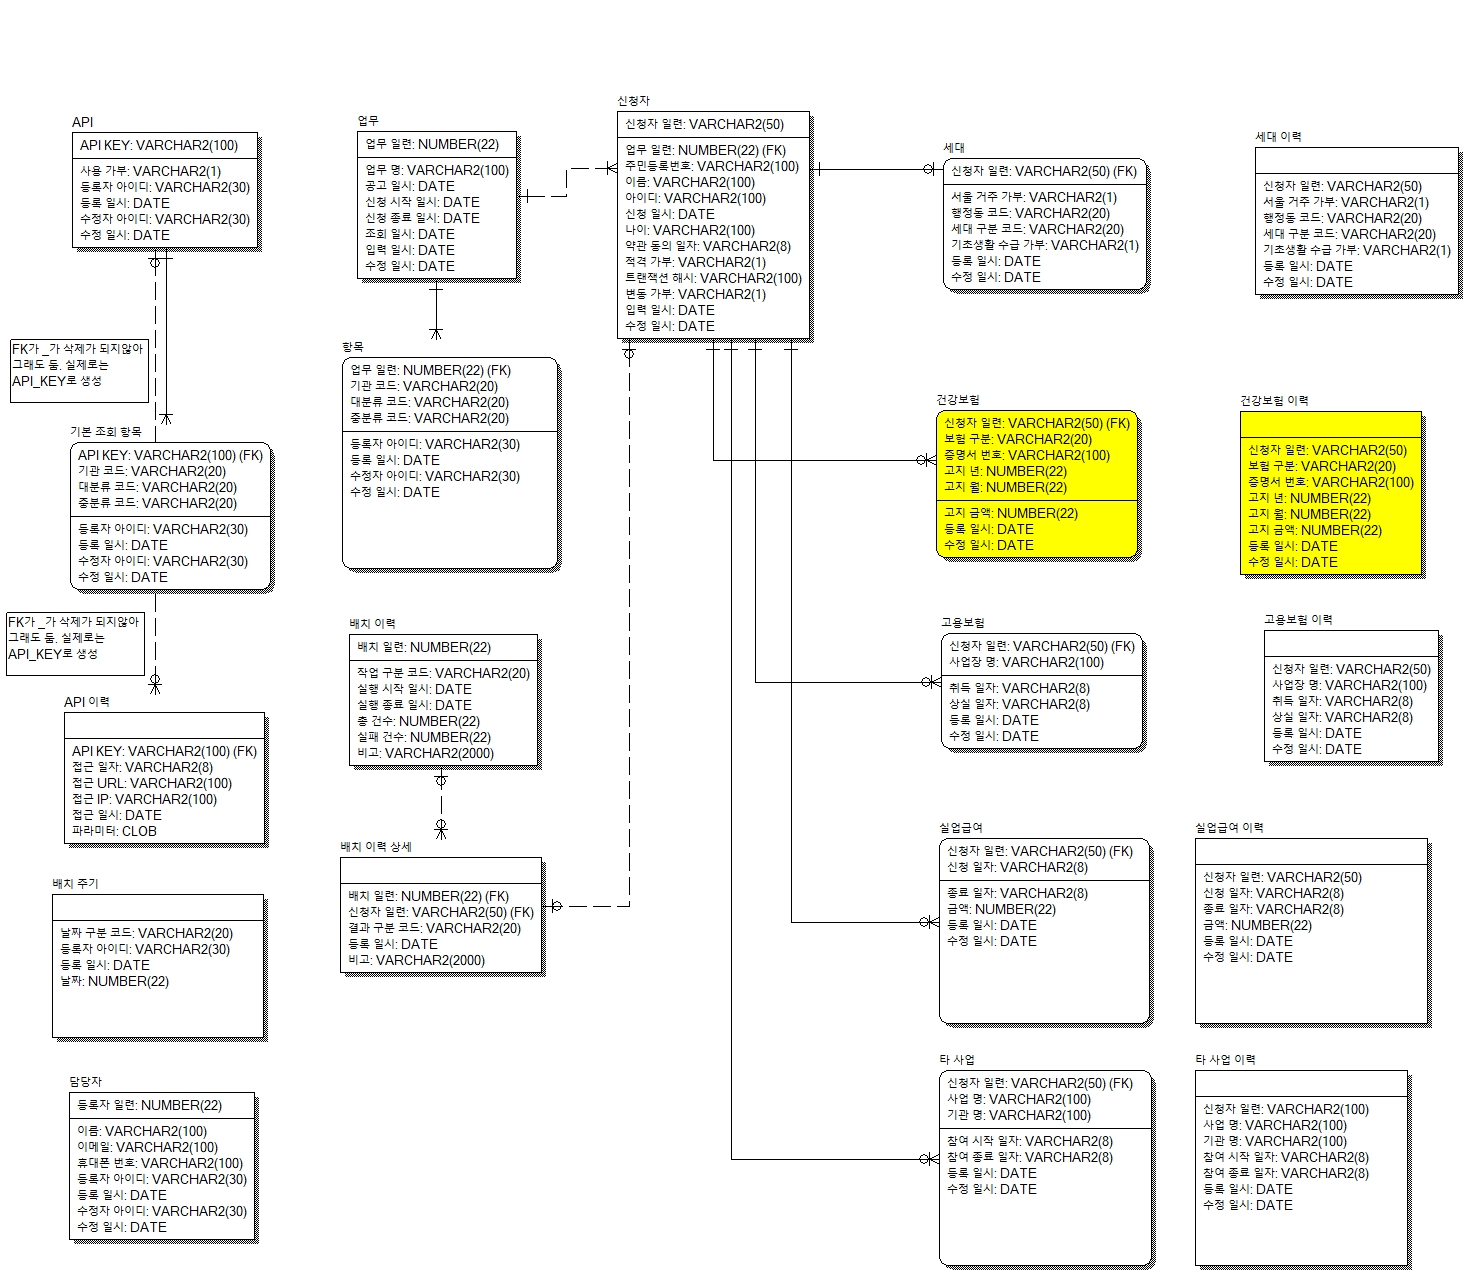 API
API KEY: VARCHAR2(100)
사용 가부: VARCHAR2(1)
등록자 아이디: VARCHAR2(30)
등록 일시: DATE
수정자 아이디: VARCHAR2(30)
수정 일시: DATE
FK가 _가 삭제가 되지않아
그래도 둠. 실제로는
API_KEY로 생성
기본 조회 항목
API KEY: VARCHAR2(100) (FK)
기관 코드: VARCHAR2(20)
대분류 코드: VARCHAR2(20)
중분류 코드: VARCHAR2(20)
등록자 아이디: VARCHAR2(30)
등록 일시: DATE
수정자 아이디: VARCHAR2(30)
수정 일시: DATE
FK가 _가 삭제가 되지않아
그래도 둠. 실제로는
API_KEY로 생성
API 이력
API KEY: VARCHAR2(100) (FK)
접근 일자: VARCHAR2(8)
접근 URL: VARCHAR2(100)
접근 IP: VARCHAR2(100)
접근 일시: DATE
파라미터: CLOB
배치 주기
날짜 구분 코드: VARCHAR2(20)
등록자 아이디: VARCHAR2(30)
등록 일시: DATE
날짜: NUMBER(22)
담당자
등록자 일련: NUMBER(22)
이름: VARCHAR2(100)
이메일: VARCHAR2(100)
휴대폰 번호: VARCHAR2(100)
등록자 아이디: VARCHAR2(30)
등록 일시: DATE
수정자 아이디: VARCHAR2(30)
수정 일시: DATE
업무
업무 일련: NUMBER(22)
업무 명: VARCHAR2(100)
공고 일시: DATE
신청 시작 일시: DATE
신청 종료 일시: DATE
조회 일시: DATE
입력 일시: DATE
수정 일시: DATE
항목
업무 일련: NUMBER(22) (FK)
기관 코드: VARCHAR2(20)
대분류 코드: VARCHAR2(20)
중분류 코드: VARCHAR2(20)
등록자 아이디: VARCHAR2(30)
등록 일시: DATE
수정자 아이디: VARCHAR2(30)
수정 일시: DATE
배치 이력
배치 일련: NUMBER(22)
작업 구분 코드: VARCHAR2(20)
실행 시작 일시: DATE
실행 종료 일시: DATE
총 건수: NUMBER(22)
실패 건수: NUMBER(22)
비고: VARCHAR2(2000)
배치 이력 상세
배치 일련: NUMBER(22) (FK)
신청자 일련: VARCHAR2(50) (FK)
결과 구분 코드: VARCHAR2(20)
등록 일시: DATE
비고: VARCHAR2(2000)
신청자
신청자 일련: VARCHAR2(50)
업무 일련: NUMBER(22) (FK)
주민등록번호: VARCHAR2(100)
이름: VARCHAR2(100)
아이디: VARCHAR2(100)
신청 일시: DATE
나이: VARCHAR2(100)
약관 동의 일자: VARCHAR2(8)
적격 가부: VARCHAR2(1)
트랜잭션 해시: VARCHAR2(100)
변동 가부: VARCHAR2(1)
입력 일시: DATE
수정 일시: DATE
세대
신청자 일련: VARCHAR2(50) (FK)
서울 거주 가부: VARCHAR2(1)
행정동 코드: VARCHAR2(20)
세대 구분 코드: VARCHAR2(20)
기초생활 수급 가부: VARCHAR2(1)
등록 일시: DATE
수정 일시: DATE
세대 이력
신청자 일련: VARCHAR2(50)
서울 거주 가부: VARCHAR2(1)
행정동 코드: VARCHAR2(20)
세대 구분 코드: VARCHAR2(20)
기초생활 수급 가부: VARCHAR2(1)
등록 일시: DATE
수정 일시: DATE
건강보험
신청자 일련: VARCHAR2(50) (FK)
보험 구분: VARCHAR2(20)
증명서 번호: VARCHAR2(100)
고지 년: NUMBER(22)
고지 월: NUMBER(22)
고지 금액: NUMBER(22)
등록 일시: DATE
수정 일시: DATE
건강보험 이력
신청자 일련: VARCHAR2(50)
보험 구분: VARCHAR2(20)
증명서 번호: VARCHAR2(100)
고지 년: NUMBER(22)
고지 월: NUMBER(22)
고지 금액: NUMBER(22)
등록 일시: DATE
수정 일시: DATE
고용보험
신청자 일련: VARCHAR2(50) (FK)
사업장 명: VARCHAR2(100)
취득 일자: VARCHAR2(8)
상실 일자: VARCHAR2(8)
등록 일시: DATE
수정 일시: DATE
고용보험 이력
신청자 일련: VARCHAR2(50)
사업장 명: VARCHAR2(100)
취득 일자: VARCHAR2(8)
상실 일자: VARCHAR2(8)
등록 일시: DATE
수정 일시: DATE
실업급여
신청자 일련: VARCHAR2(50) (FK)
신청 일자: VARCHAR2(8)
종료 일자: VARCHAR2(8)
금액: NUMBER(22)
등록 일시: DATE
수정 일시: DATE
실업급여 이력
신청자 일련: VARCHAR2(50)
신청 일자: VARCHAR2(8)
종료 일자: VARCHAR2(8)
금액: NUMBER(22)
등록 일시: DATE
수정 일시: DATE
타 사업
신청자 일련: VARCHAR2(50) (FK)
사업 명: VARCHAR2(100)
기관 명: VARCHAR2(100)
참여 시작 일자: VARCHAR2(8)
참여 종료 일자: VARCHAR2(8)
등록 일시: DATE
수정 일시: DATE
타 사업 이력
신청자 일련: VARCHAR2(100)
사업 명: VARCHAR2(100)
기관 명: VARCHAR2(100)
참여 시작 일자: VARCHAR2(8)
참여 종료 일자: VARCHAR2(8)
등록 일시: DATE
수정 일시: DATE